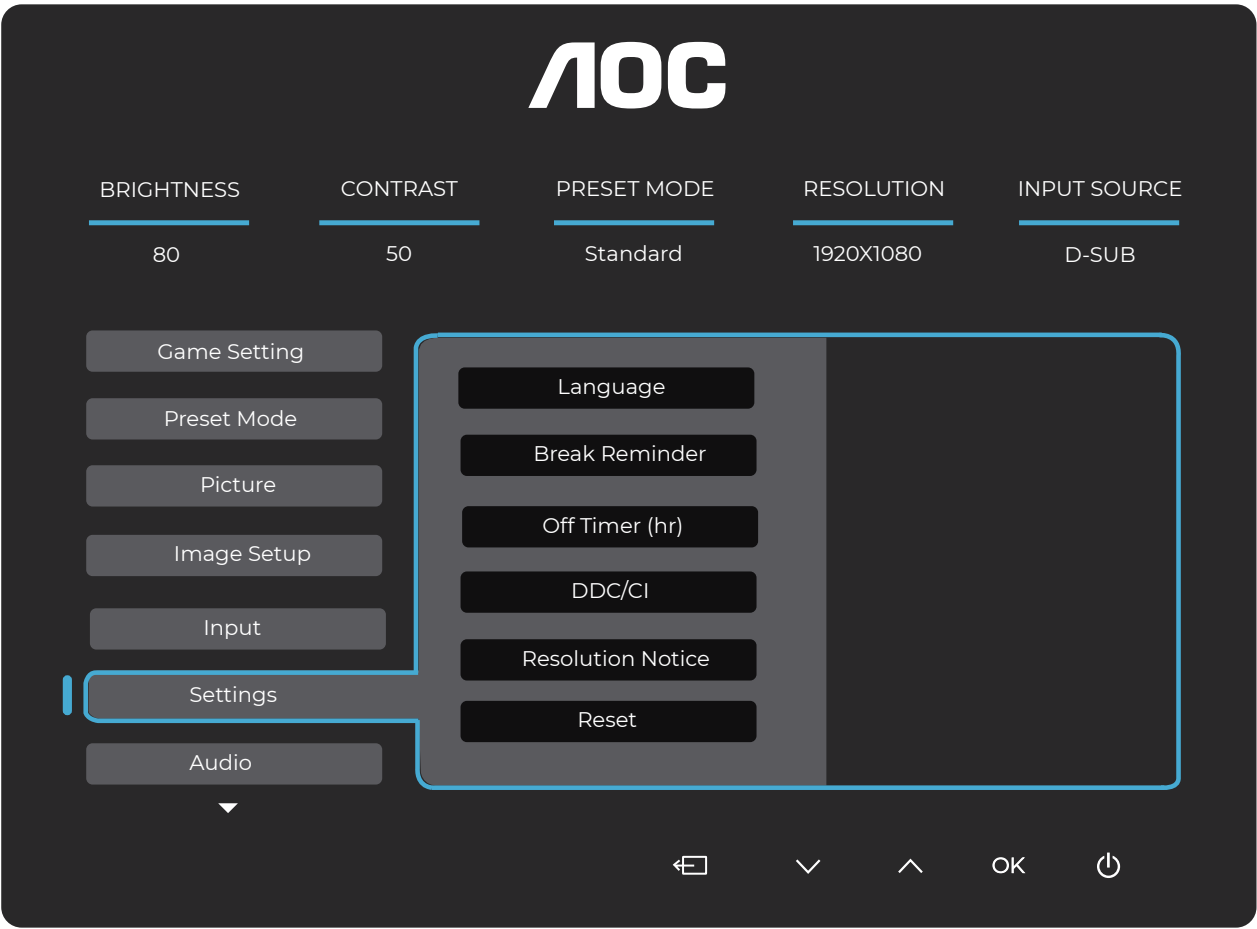 AOC
BRIGHTNESS CONTRAST PRESET MODE RESOLUTION INPUT SOURCE
80 50 Standard 1920X1080 D-SUB
Game Setting
Preset Mode
Picture
Image Setup
Input
Settings
Audio
Language
Break Reminder
Off Timer (hr)
DDC/CI
Resolution Notice
Reset
OK